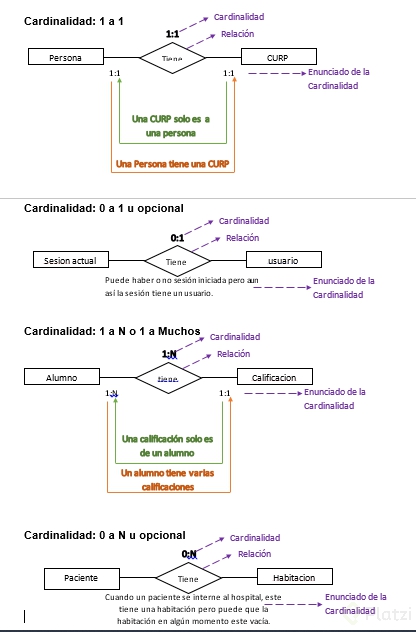 Cardinalidad: 1 a 1
Cardinalidad
1:1
Relación
Persona
Tiene
CURP
1:1
1:1
Enunciado de la
Cardinalidad
Una CURP solo es a
una persona
Una Persona tiene una CURP
Cardinalidad: 0 a 1 u opcional
Cardinalidad
0:1
Relación
Sesion actual
Tiene
usuario
Puede haber o no sesión iniciada pero aun
así la sesión tiene un usuario.
Enunciado de la
Cardinalidad
Cardinalidad: 1 a N o 1 a Muchos
Cardinalidad
1:N
Relación
Alumno
tiene
Calificacion
1:N
1:1
Enunciado de la
Cardinalidad
Una calificación solo es
de un alumno
Un alumno tiene varias
calificaciones
Cardinalidad: 0 a N u opcional
Cardinalidad
0:N
Relación
Paciente
Tiene
Habitacion
Cuando un paciente se interne al hospital, este
tiene una habitación pero puede que la
habitación en algún momento este vacía.
Enunciado de la
Cardinalidad
Platzi